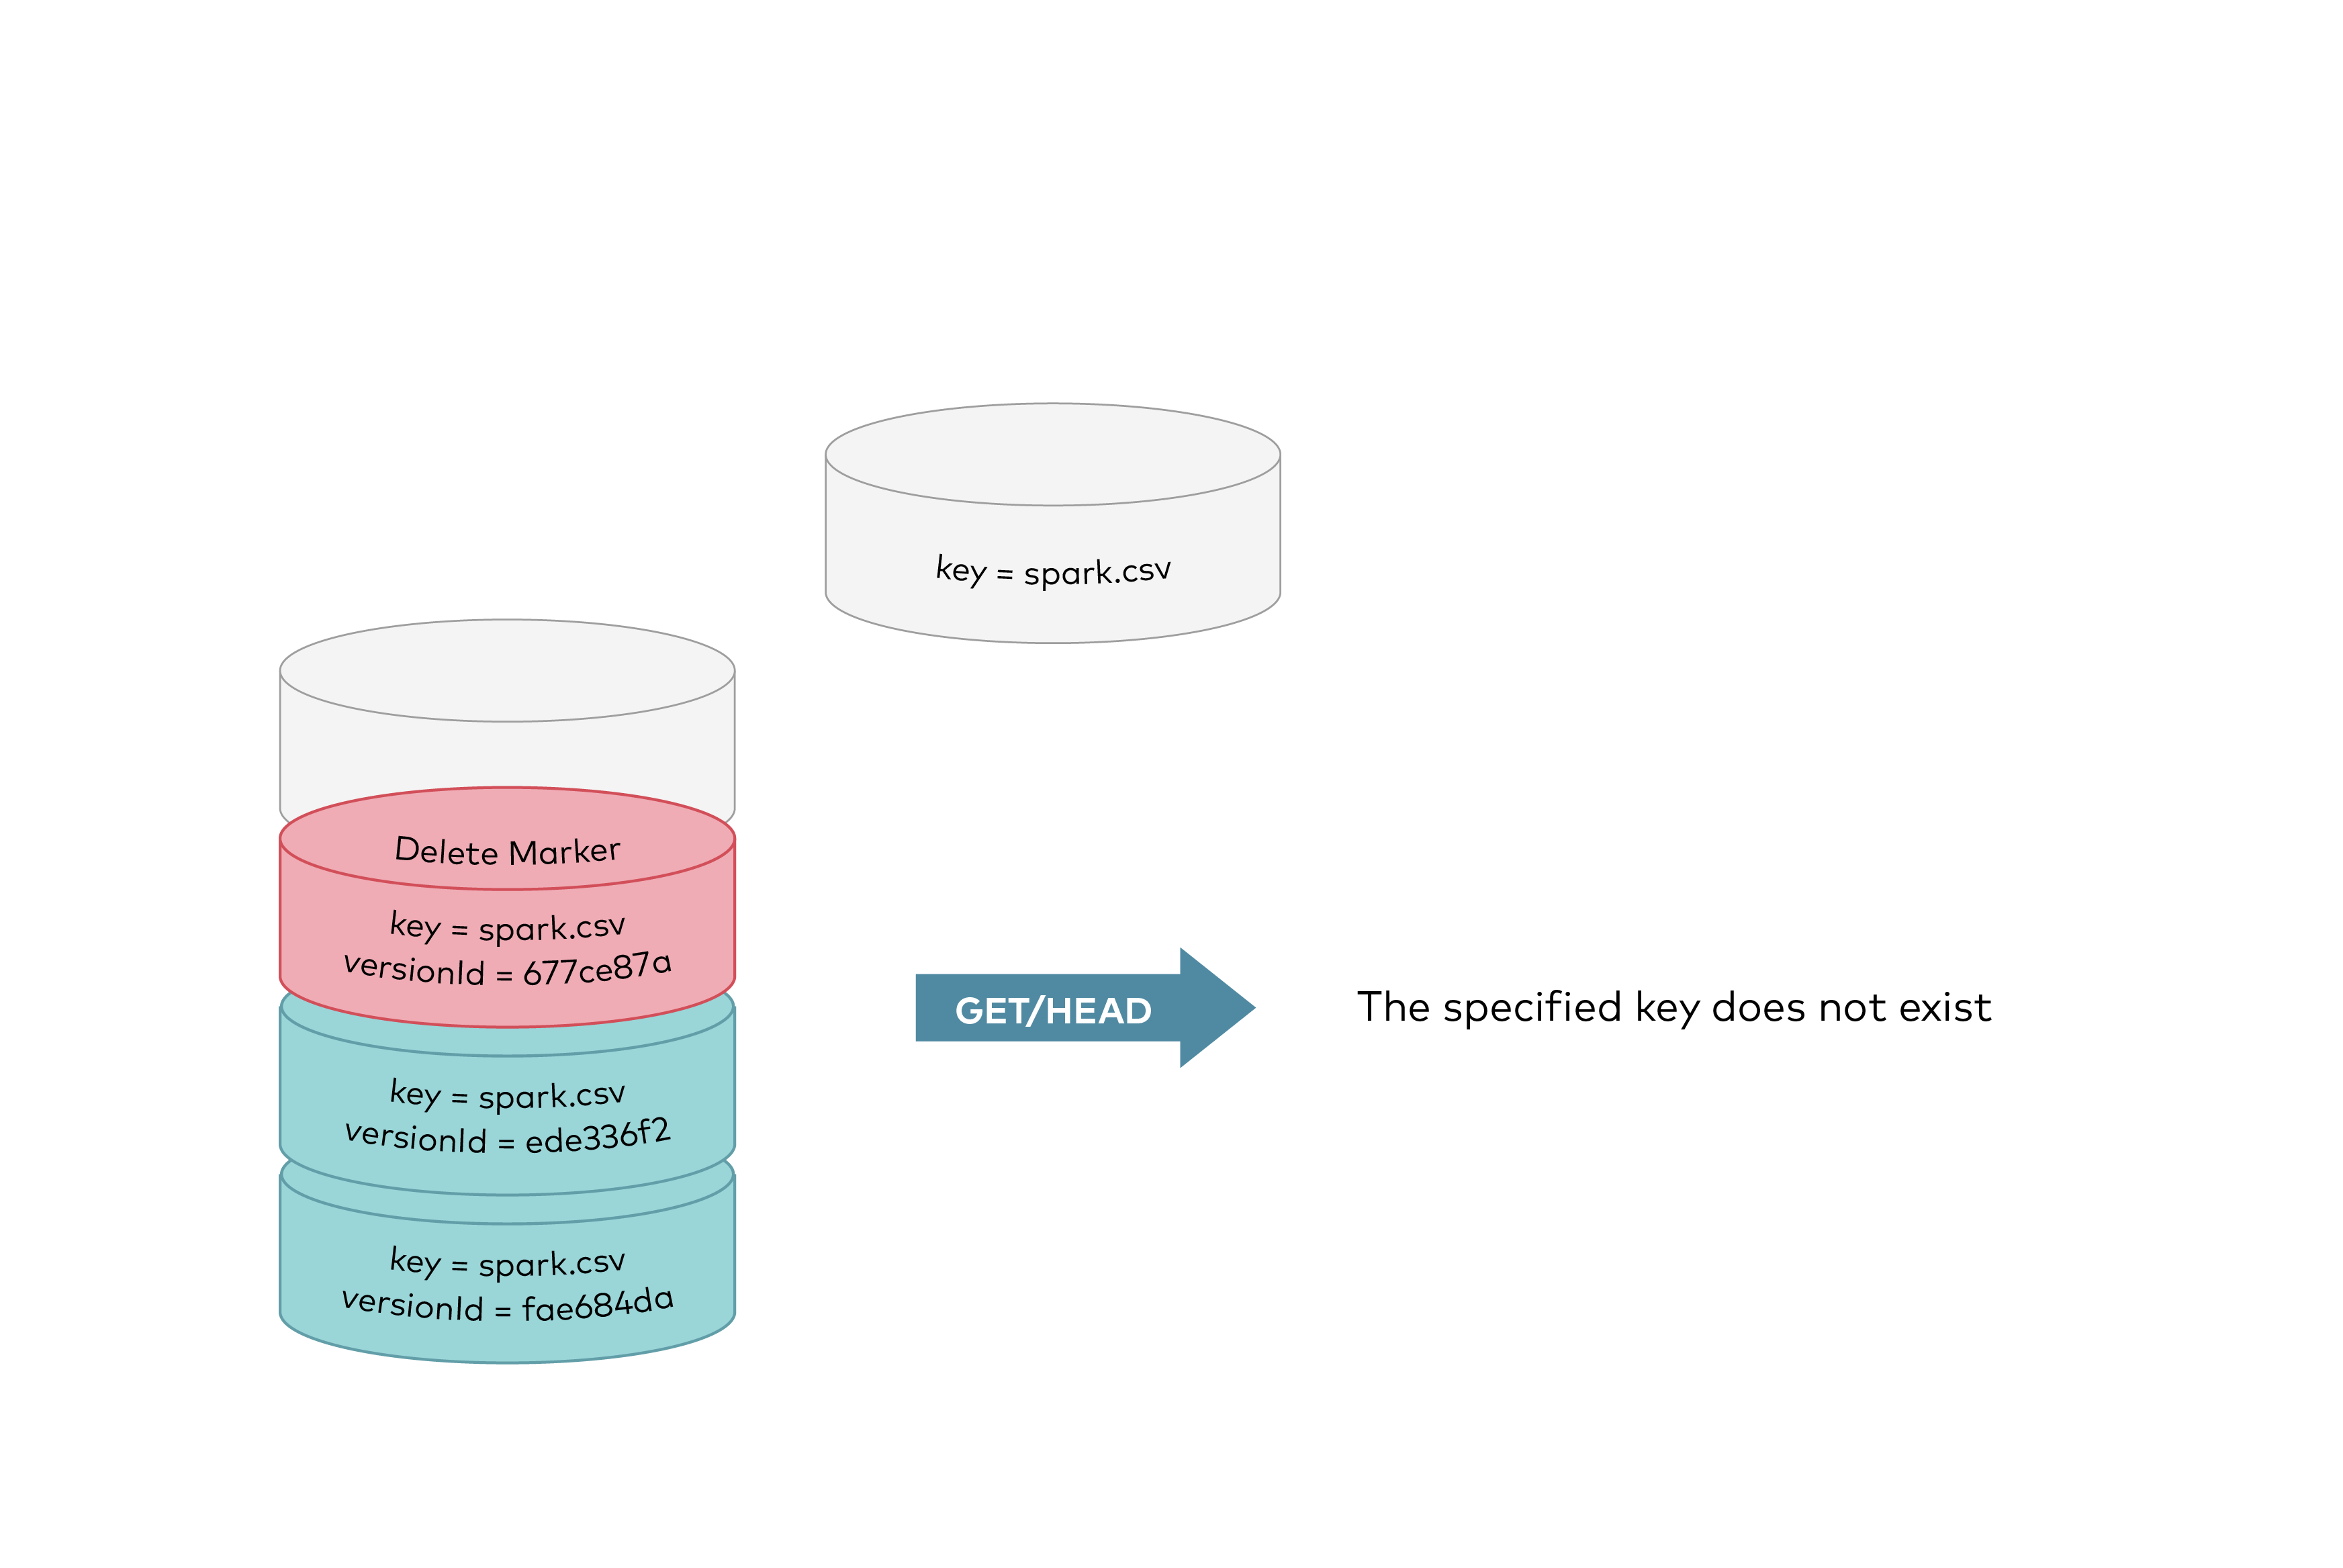 key = spark.csv
Delete Marker
key = spark.csv
versionId = 677ce87a
key = spark.csv
versionId = ede336f2
key = spark.csv
versionId = fae684da
GET/HEAD
The specified key does not exist